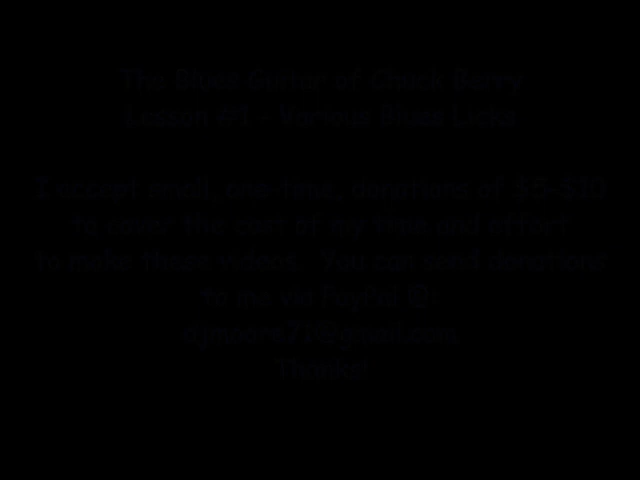 The Blues Guitar of Chuck Berry
Lesson #1 - Various Blues Licks
I accept small, one-time, donations of $5-$10
to cover the cost of my time and effort
to make these videos. You can send donations
to me via PayPal ID:
Thanks!